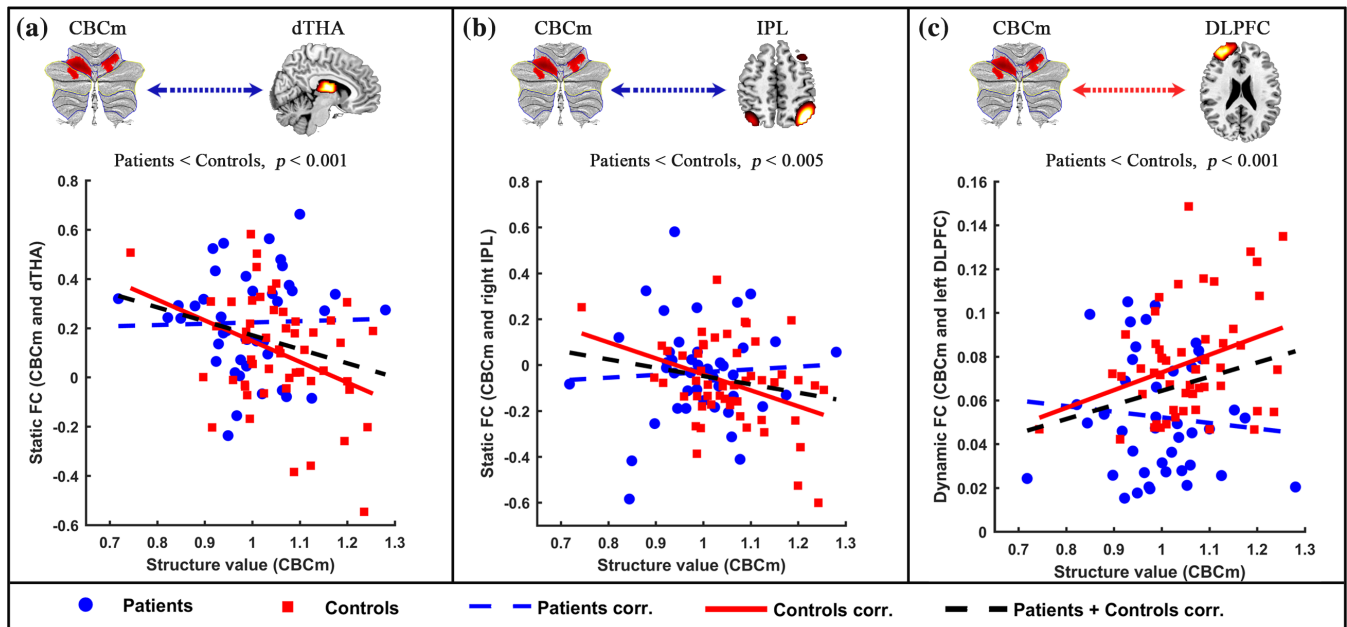 (a) CBCm dTHA
Patients < Controls, p < 0.001
0.8
0.6
0.4
0.2
0
-0.2
-0.4
-0.6
Static FC (CBCm and dTHA)
0.7 0.8 0.9 1 1.1 1.2 1.3
Structure value (CBCm)
(b) CBCm IPL
Patients < Controls, p < 0.005
0.8
0.6
0.4
0.2
0
-0.2
-0.4
-0.6
Static FC (CBCm and right IPL)
0.7 0.8 0.9 1 1.1 1.2 1.3
Structure value (CBCm)
(c) CBCm DLPFC
Patients < Controls, p < 0.001
0.16
0.14
0.12
0.1
0.08
0.06
0.04
0.02
0
Dynamic FC (CBCm and left DLPFC)
0.7 0.8 0.9 1 1.1 1.2 1.3
Structure value (CBCm)
Patients Controls Patients corr. Controls corr. Patients + Controls corr.